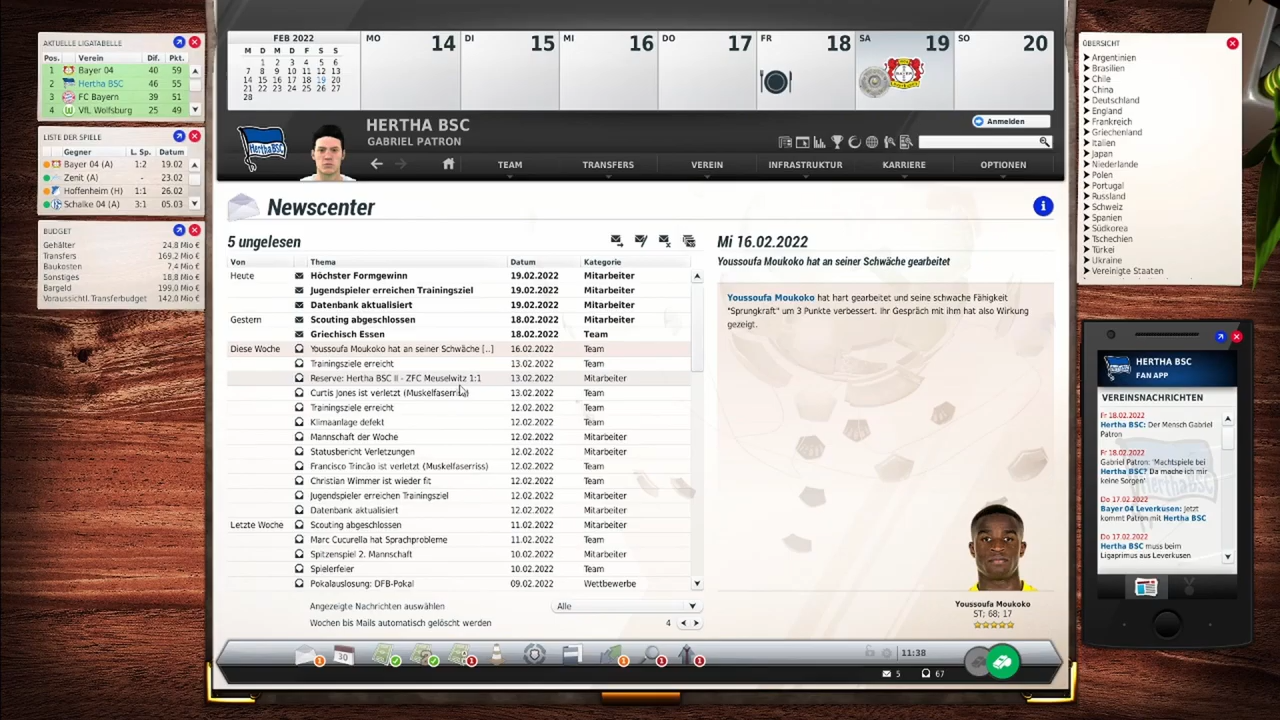 AKTUELLE LIGATABELLE
Pos. Verein Dif. Pkt.
1 Bayer 04 40 59
2 Hertha BSC 46 55
3 FC Bayern 39 51
4 VfL Wolfsburg 25 49
LISTE DER SPIELE
Gegner L. Sp. Datum
Bayer 04 (A) 1:2 19.02
Zenit (A) - 23.02
Hoffenheim (H) 1:1 26.02
Schalke 04 (A) 3:1 05.03
BUDGET
Gehälter 24.8 Mio €
Transfers 169.2 Mio €
Baukosten 7.4 Mio €
Sonstiges 18.8 Mio €
Bargeld 199.0 Mio €
Voraussichtl. Transferbudget 142.0 Mio €
FEB 2022
M D M D F S S
1 2 3 4 5 6
7 8 9 10 11 12 13
14 15 16 17 18 19 20
21 22 23 24 25 26 27
28
MO 14
DI 15
MI 16
DO 17
FR 18
SA 19
SO 20
HERTHA BSC
GABRIEL PATRON
Anmelden
TEAM TRANSFERS VEREIN INFRASTRUKTUR KARRIERE OPTIONEN
Newscenter
5 ungelesen
Von Thema Datum Kategorie
Heute Höchster Formgewinn 19.02.2022 Mitarbeiter
Jugendspieler erreichen Trainingsziel 19.02.2022 Mitarbeiter
Datenbank aktualisiert 19.02.2022 Mitarbeiter
Gestern Scouting abgeschlossen 18.02.2022 Mitarbeiter
Griechisch Essen 18.02.2022 Team
Diese Woche Youssoufa Moukoko hat an seiner Schwäche [..] 16.02.2022 Team
Trainingsziele erreicht 13.02.2022 Team
Reserve: Hertha BSC II - ZFC Meuselwitz 1:1 13.02.2022 Mitarbeiter
Curtis Jones ist verletzt (Muskelfaserriss) 13.02.2022 Team
Trainingsziele erreicht 12.02.2022 Team
Klimaanlage defekt 12.02.2022 Team
Mannschaft der Woche 12.02.2022 Mitarbeiter
Statusbericht Verletzungen 12.02.2022 Mitarbeiter
Francisco Trincão ist verletzt (Muskelfaserriss) 12.02.2022 Team
Christian Wimmer ist wieder fit 12.02.2022 Team
Jugendspieler erreichen Trainingsziel 12.02.2022 Mitarbeiter
Datenbank aktualisiert 12.02.2022 Mitarbeiter
Letzte Woche Scouting abgeschlossen 11.02.2022 Mitarbeiter
Marc Cucurella hat Sprachprobleme 11.02.2022 Team
Spitzenspiel 2. Mannschaft 10.02.2022 Mitarbeiter
Spielerfeier 10.02.2022 Team
Pokalauslosung: DFB-Pokal 09.02.2022 Wettbewerbe
Angezeigte Nachrichten auswählen Alle
Wochen bis Mails automatisch gelöscht werden 4
Mi 16.02.2022
Youssoufa Moukoko hat an seiner Schwäche gearbeitet
Youssoufa Moukoko hat hart gearbeitet und seine schwache Fähigkeit
"Sprungkraft" um 3 Punkte verbessert. Ihr Gespräch mit ihm hat also Wirkung
gezeigt.
Youssoufa Moukoko
ST; 68; 17
30 1 1 1 1 1
11:38
5 67
ÜBERSICHT
Argentinien
Brasilien
Chile
China
Deutschland
England
Frankreich
Griechenland
Italien
Japan
Niederlande
Polen
Portugal
Russland
Schweiz
Spanien
Südkorea
Tschechien
Türkei
Ukraine
Vereinigte Staaten
HERTHA BSC
FAN APP
VEREINSNACHRICHTEN
Fr 18.02.2022
Hertha BSC: Der Mensch Gabriel
Patron
Fr 18.02.2022
Gabriel Patron: 'Machtspiele bei
Hertha BSC? Da mache ich mir
keine Sorgen'
Do 17.02.2022
Bayer 04 Leverkusen: Jetzt
kommt Patron mit Hertha BSC
Do 17.02.2022
Hertha BSC muss beim
Ligaprimus aus Leverkusen